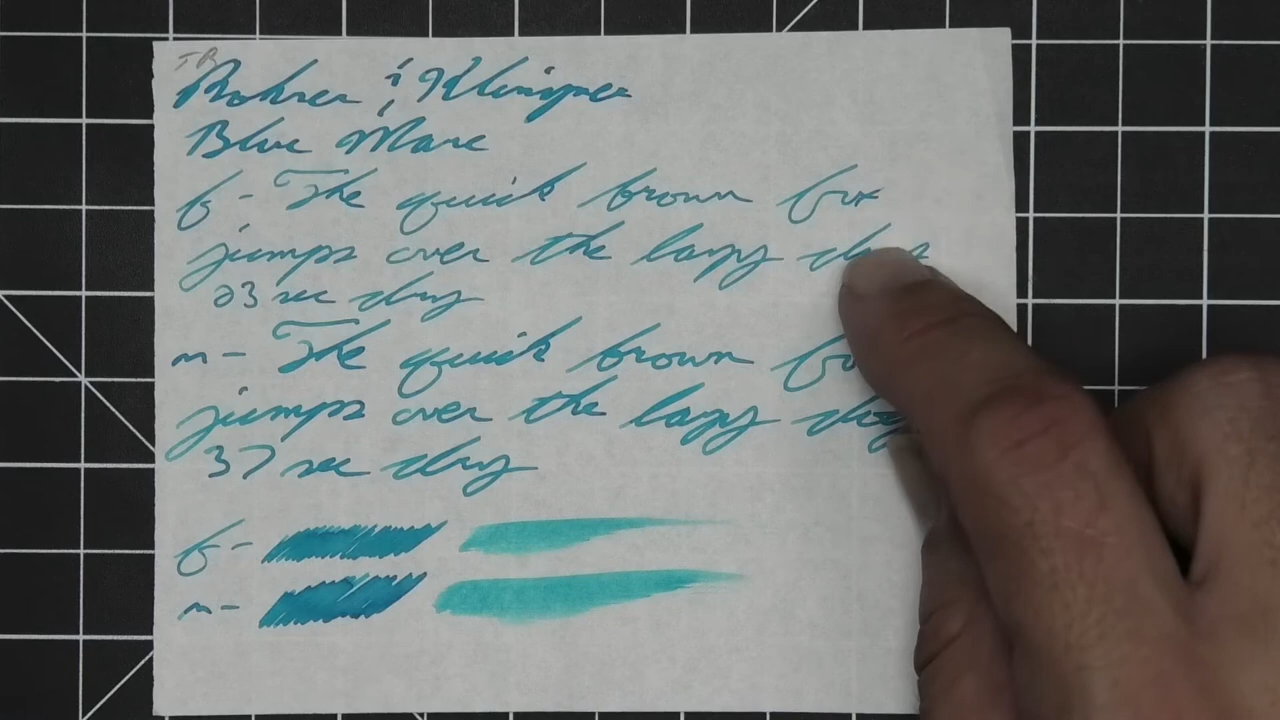 TR
Rohrer & Klingner
Blue Mare
f - The quick brown fox
jumps over the lazy dog
23 sec dry
m - The quick brown fox
jumps over the lazy dog
37 sec dry
f -
m -